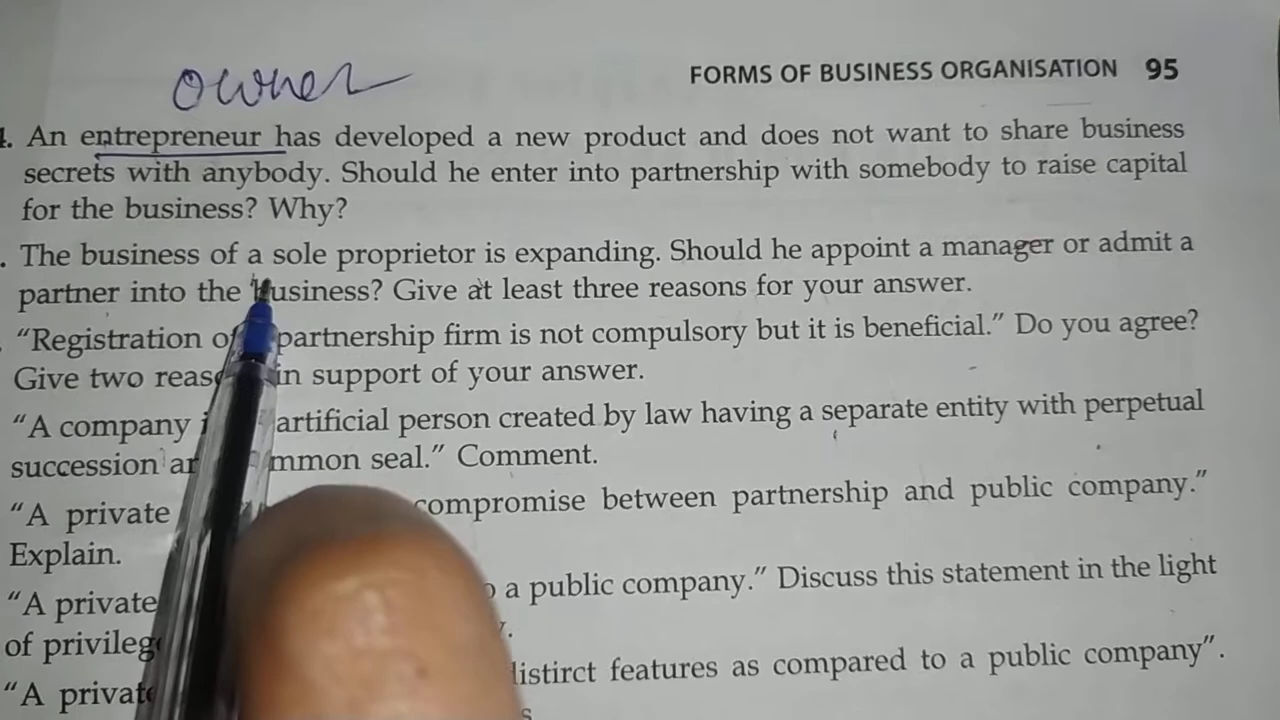 owner
FORMS OF BUSINESS ORGANISATION 95
An entrepreneur has developed a new product and does not want to share business
secrets with anybody. Should he enter into partnership with somebody to raise capital
for the business? Why?
. The business of a sole proprietor is expanding. Should he appoint a manager or admit a
partner into the business? Give at least three reasons for your answer.
"Registration of partnership firm is not compulsory but it is beneficial." Do you agree?
Give two in support of your answer.
"A company artificial person created by law having a separate entity with perpetual
succession seal." Comment.
"A private compromise between partnership and public company."
Explain.
"A private a public company." Discuss this statement in the light
of
"A features as compared to a public company".